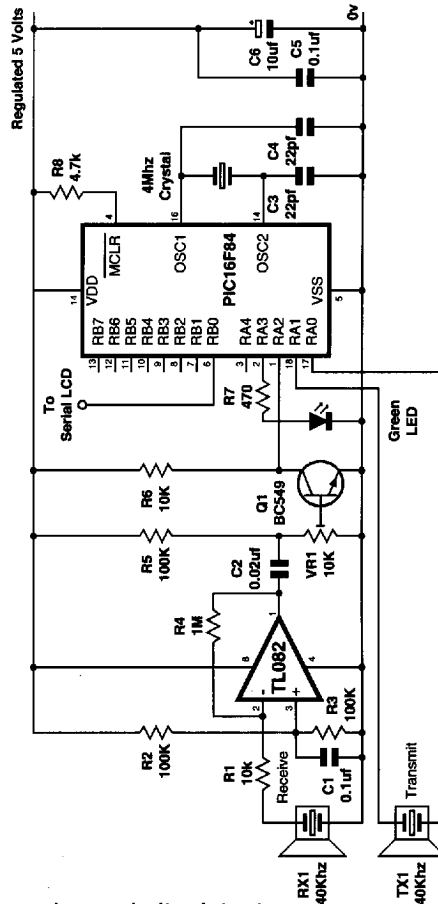 Regulated 5 Volts
0v
C6
10uf
+
C5
0.1uf
R8
4.7k
4Mhz
Crystal
C4
22pf
C3
22pf
4
16
14
MCLR
OSC1
OSC2
PIC16F84
14
VDD
VSS
5
RB7
RB6
RB5
RB4
RB3
RB2
RB1
RB0
RA4
RA3
RA2
RA1
RA0
13
12
11
10
9
8
7
6
3
2
1
18
17
To
Serial LCD
R7
470
Green
LED
R6
10K
Q1
BC549
R5
100K
C2
0.02uf
VR1
10K
R4
1M
TL082
-
+
8
1
2
3
4
R2
100K
R3
100K
R1
10k
C1
0.1uf
Receive
Transmit
RX1
40Khz
TX1
40Khz